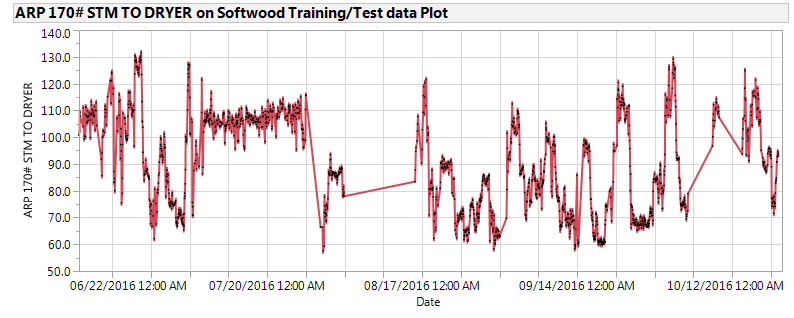 ARP 170# STM TO DRYER on Softwood Training/Test data Plot
140.0
130.0
120.0
110.0
100.0
90.0
80.0
70.0
60.0
50.0
ARP 170# STM TO DRYER
06/22/2016 12:00 AM 07/20/2016 12:00 AM 08/17/2016 12:00 AM 09/14/2016 12:00 AM 10/12/2016 12:00 AM
Date